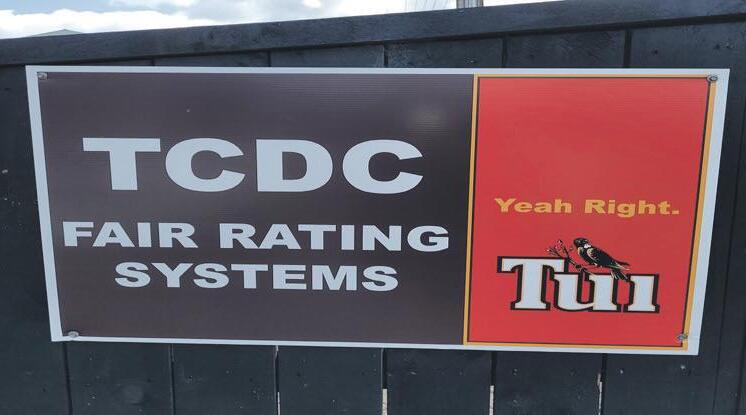 TCDC
FAIR RATING
SYSTEMS
Yeah Right.
Tui